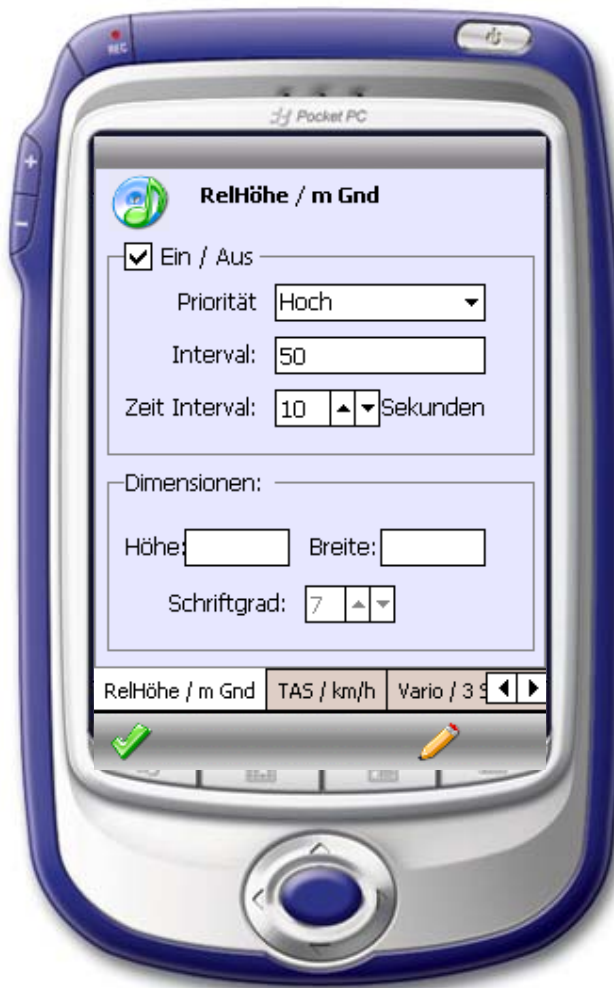 REC
Pocket PC
RelHöhe / m Gnd
Ein / Aus
Priorität Hoch
Interval: 50
Zeit Interval: 10 Sekunden
Dimensionen:
Höhe: Breite:
Schriftgrad: 7
RelHöhe / m Gnd TAS / km/h Vario / 3